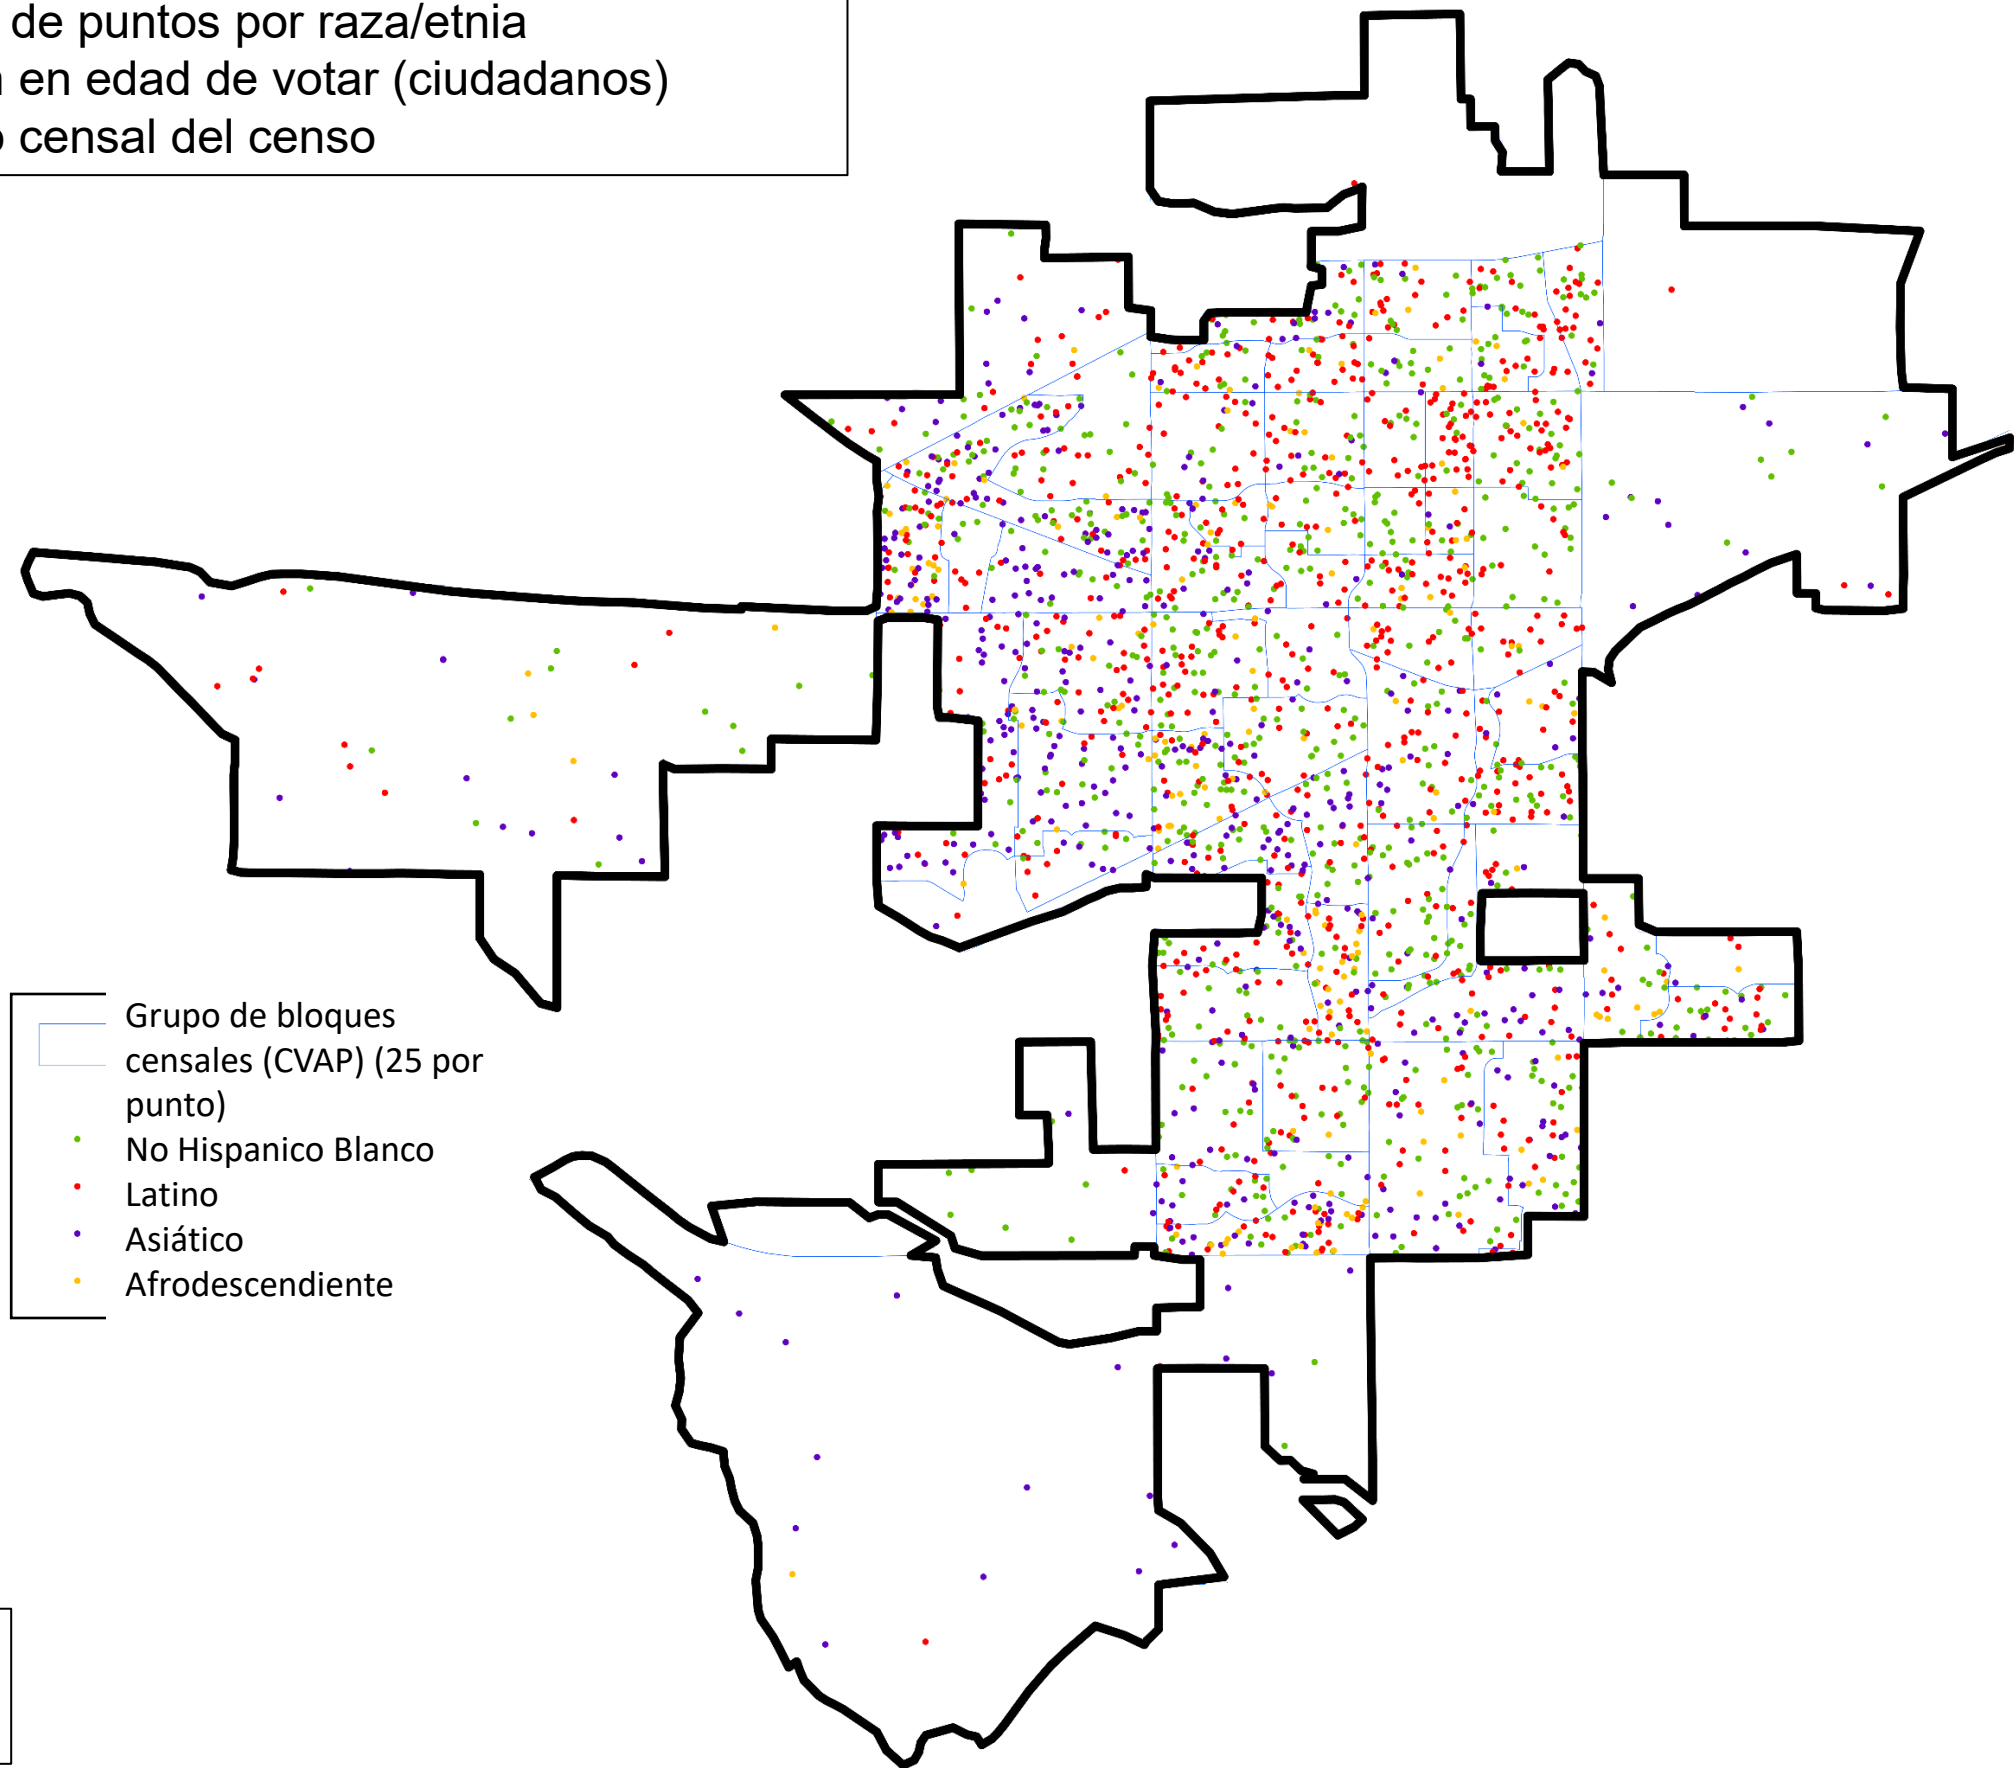 de puntos por raza/etnia
en edad de votar (ciudadanos)
censal del censo
Grupo de bloques
censales (CVAP) (25 por
punto)
No Hispanico Blanco
Latino
Asiático
Afrodescendiente